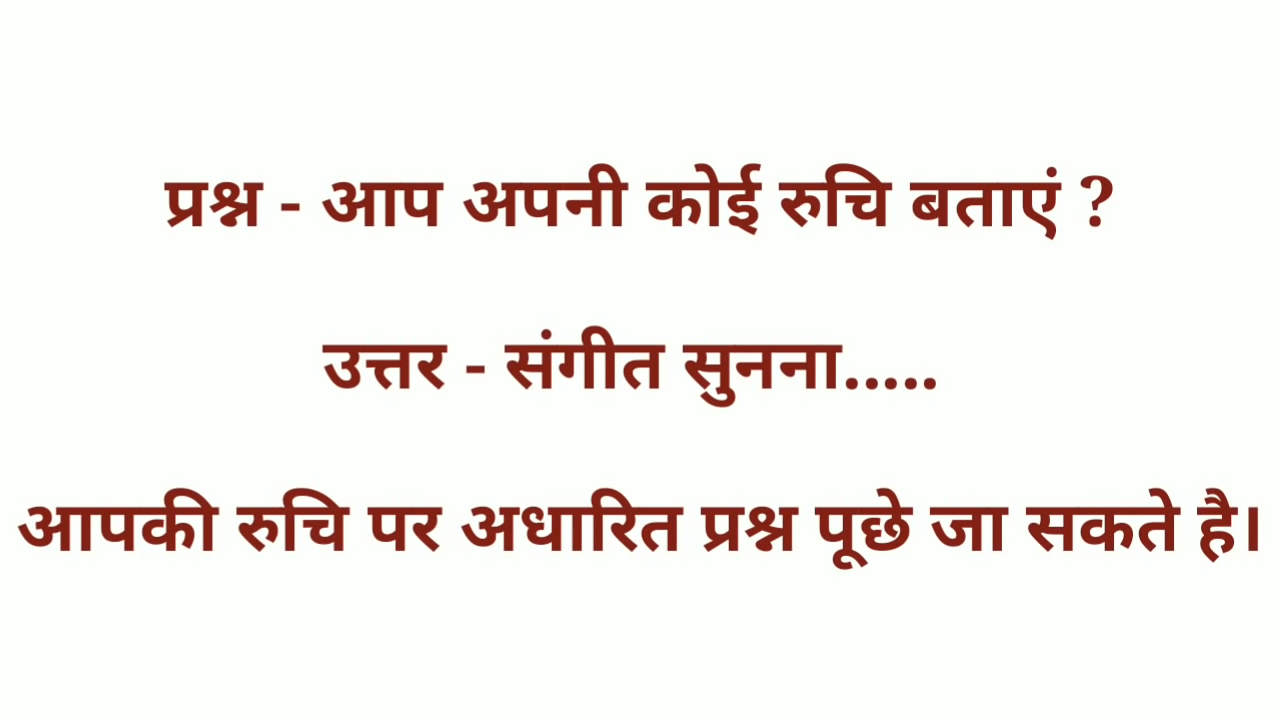 प्रश्न - आप अपनी कोई रुचि बताएं ?
उत्तर - संगीत सुनना.....
आपकी रुचि पर अधारित प्रश्न पूछे जा सकते है।